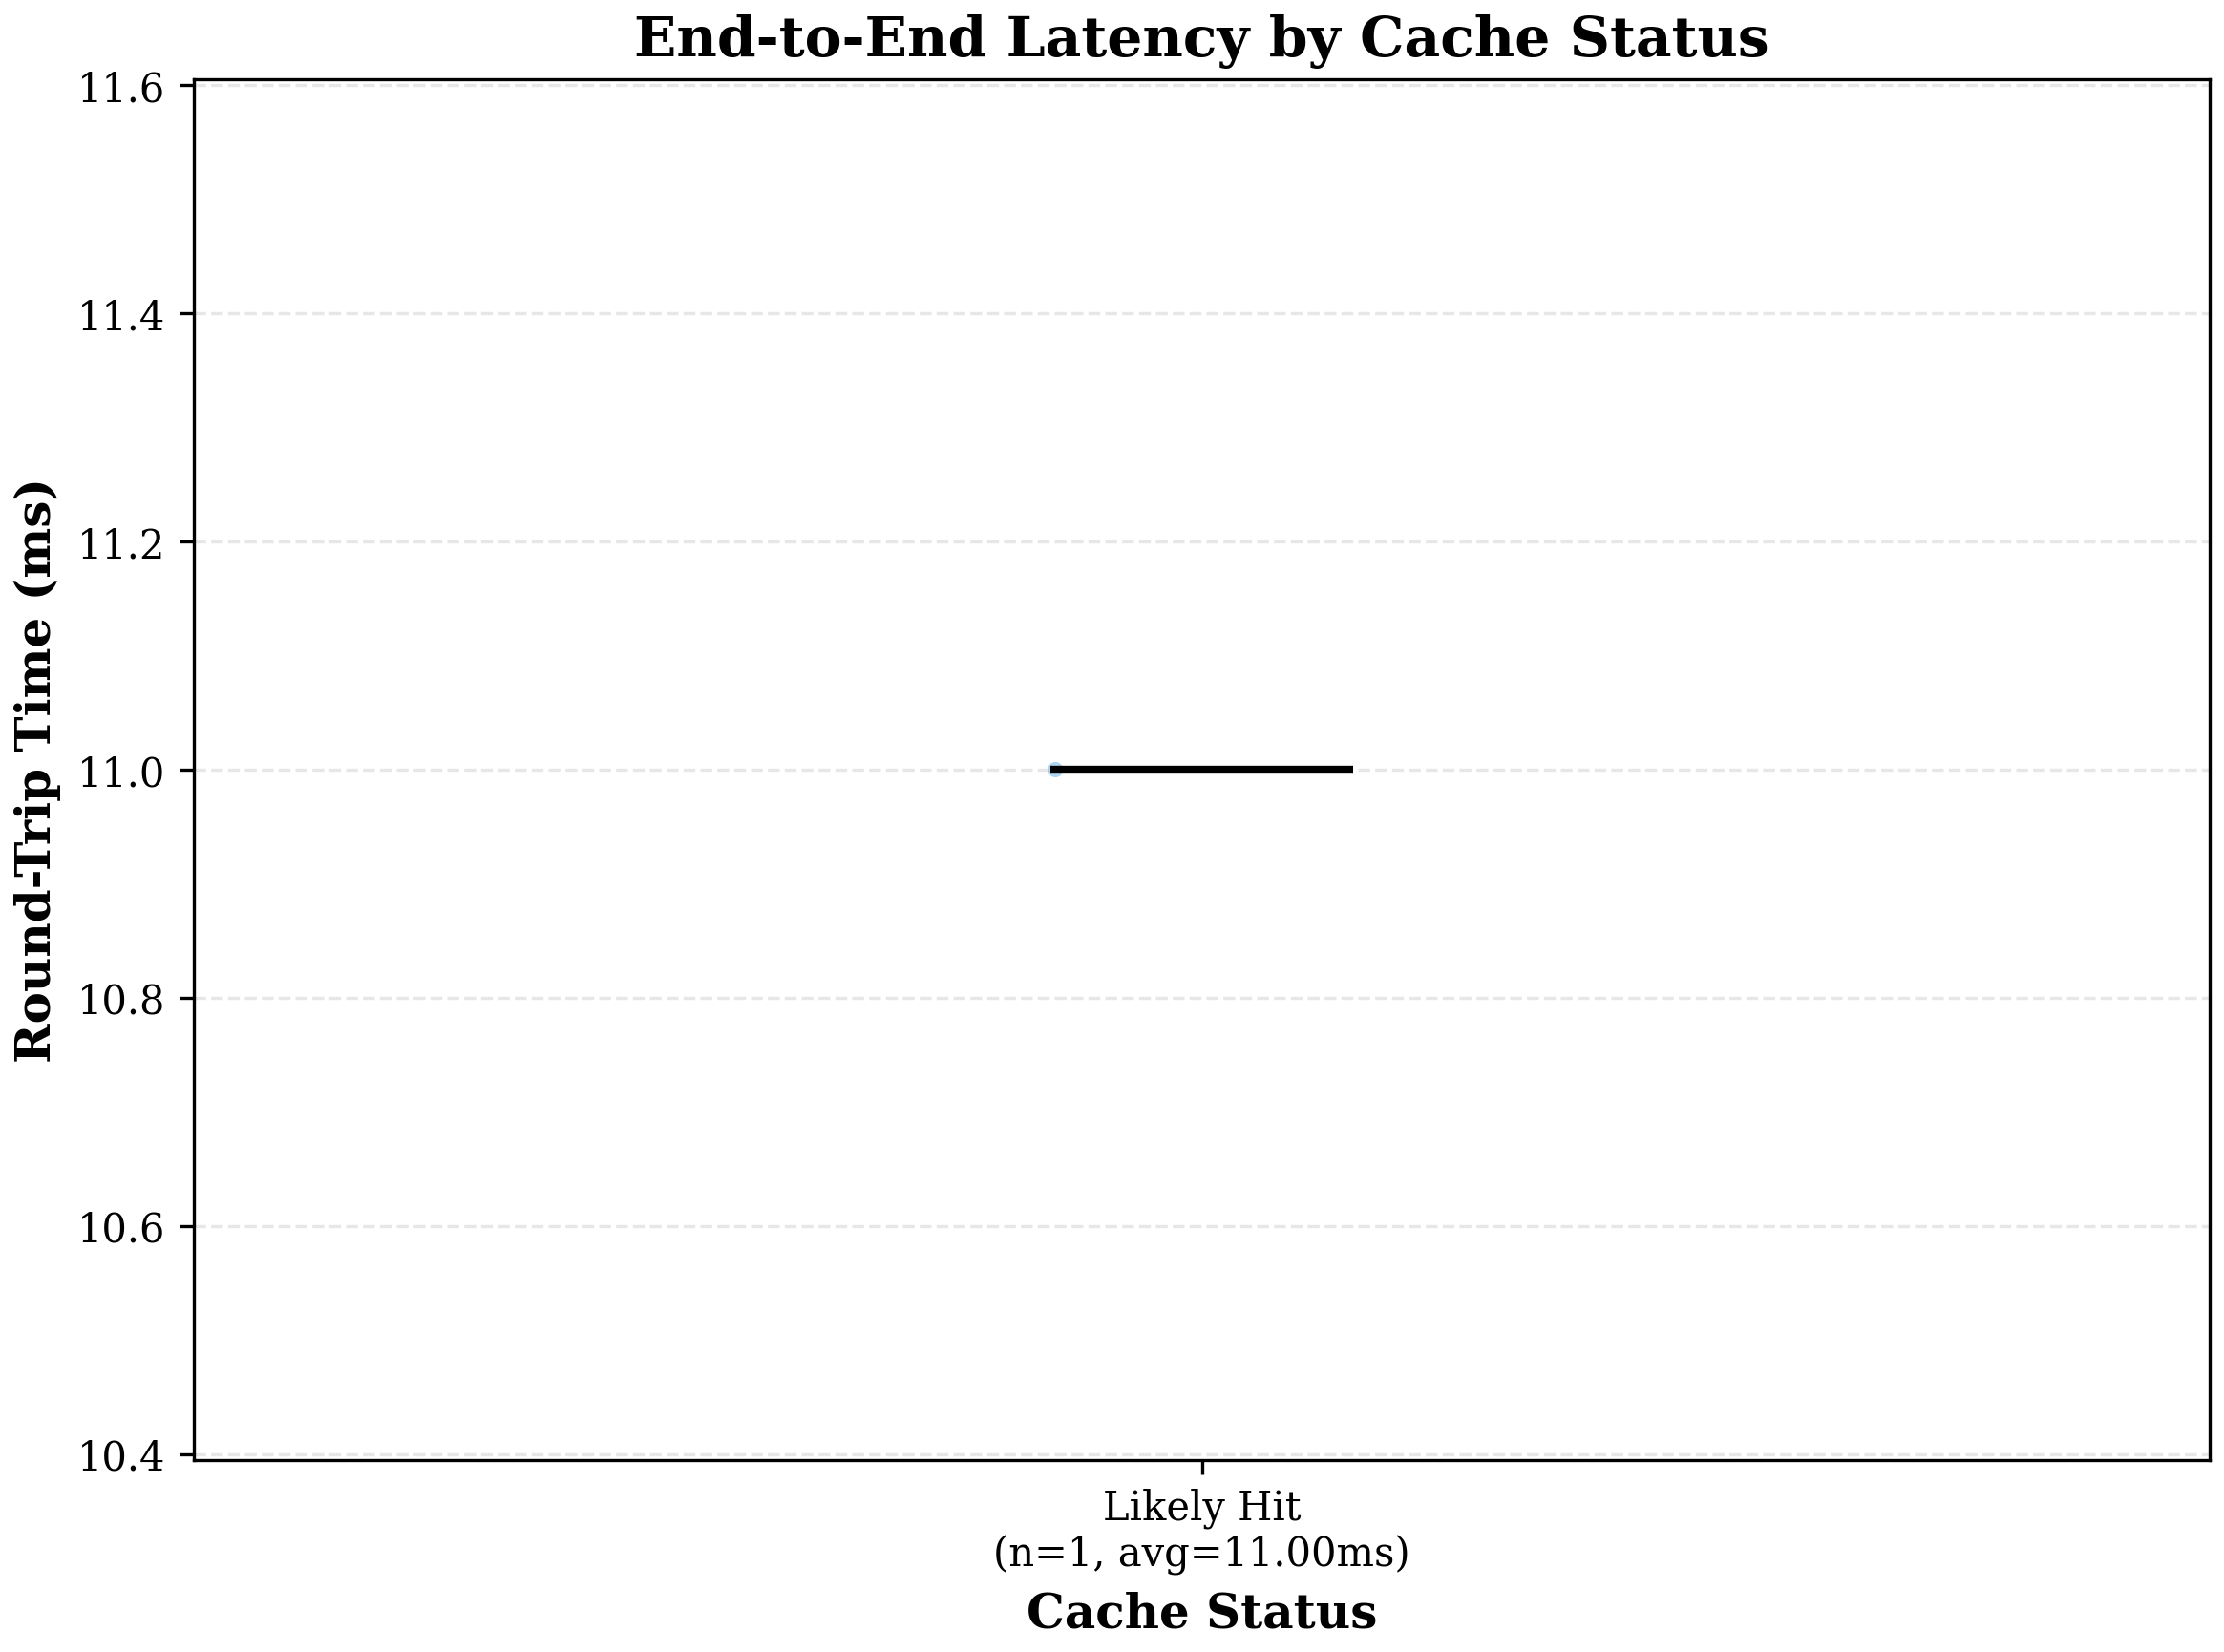 End-to-End Latency by Cache Status
Round-Trip Time (ms)
11.6
11.4
11.2
11.0
10.8
10.6
10.4
Likely Hit
(n=1, avg=11.00ms)
Cache Status